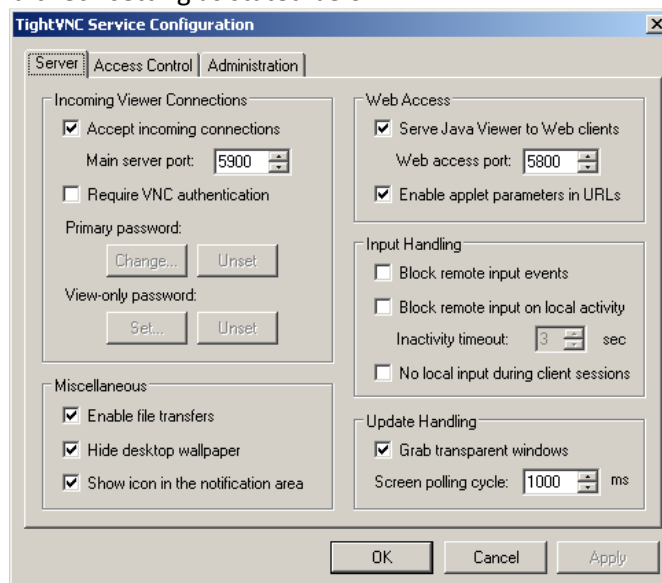 TightVNC Service Configuration
Server Access Control Administration
Incoming Viewer Connections
Accept incoming connections
Main server port: 5900
Require VNC authentication
Primary password:
Change... Unset
View-only password:
Set... Unset
Miscellaneous
Enable file transfers
Hide desktop wallpaper
Show icon in the notification area
Web Access
Serve Java Viewer to Web clients
Web access port: 5800
Enable applet parameters in URLs
Input Handling
Block remote input events
Block remote input on local activity
Inactivity timeout: 3 sec
No local input during client sessions
Update Handling
Grab transparent windows
Screen polling cycle: 1000 ms
OK Cancel Apply